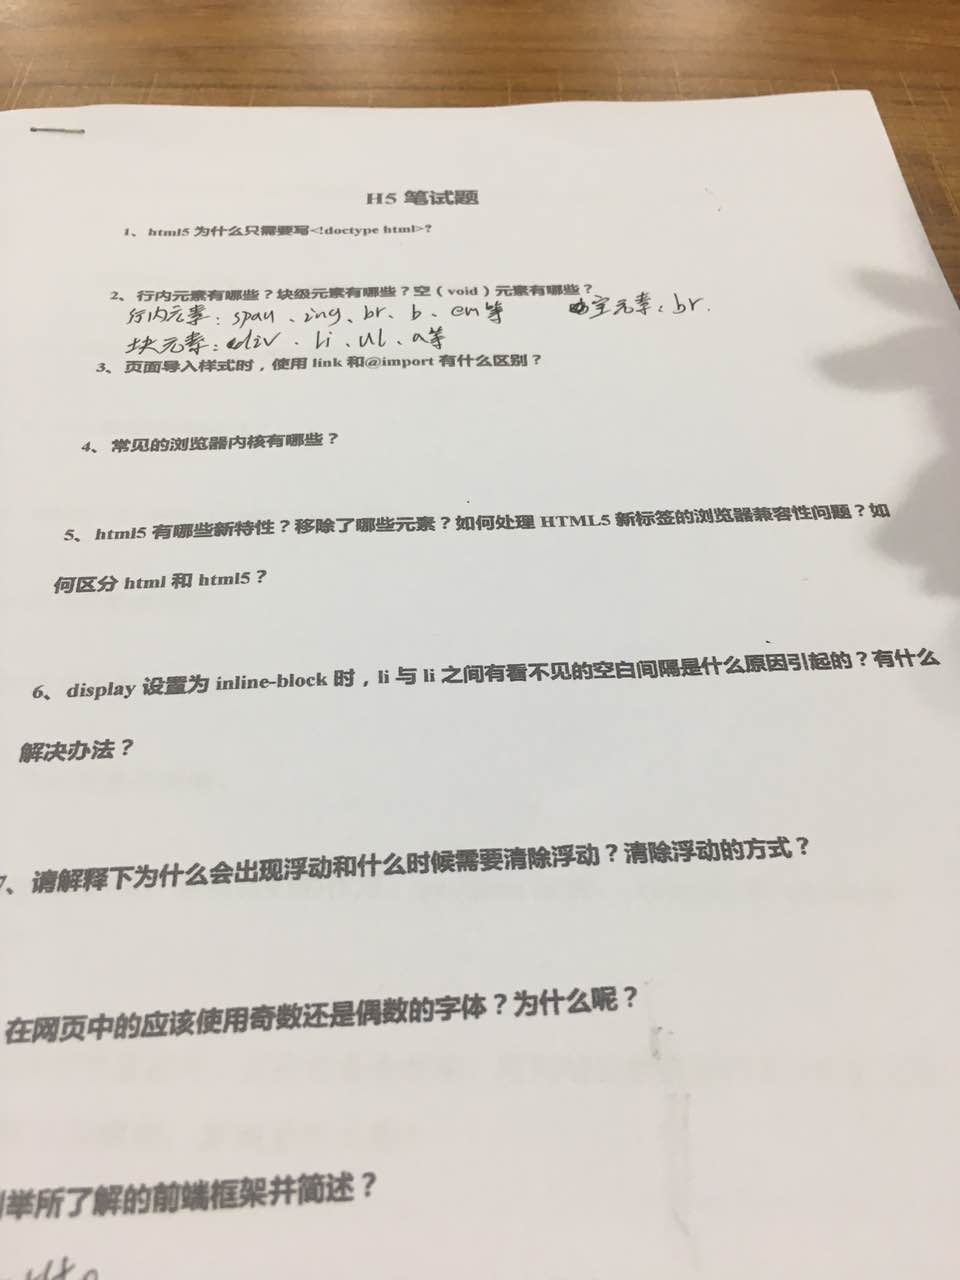 H5 笔试题
1、html5 为什么只需要写<!doctype html>?
2、行内元素有哪些？块级元素有哪些？空（void）元素有哪些？
行内元素：span、img、br、b、em等 空元素：br.
块元素：div、li、ul、a等
3、页面导入样式时，使用 link 和@import 有什么区别？
4、常见的浏览器内核有哪些？
5、html5 有哪些新特性？移除了哪些元素？如何处理 HTML5 新标签的浏览器兼容性问题？如
何区分 html 和 html5？
6、display 设置为 inline-block 时，li 与 li 之间有看不见的空白间隔是什么原因引起的？有什么
解决办法？
7、请解释下为什么会出现浮动和什么时候需要清除浮动？清除浮动的方式？
在网页中的应该使用奇数还是偶数的字体？为什么呢？
举所了解的前端框架并简述？